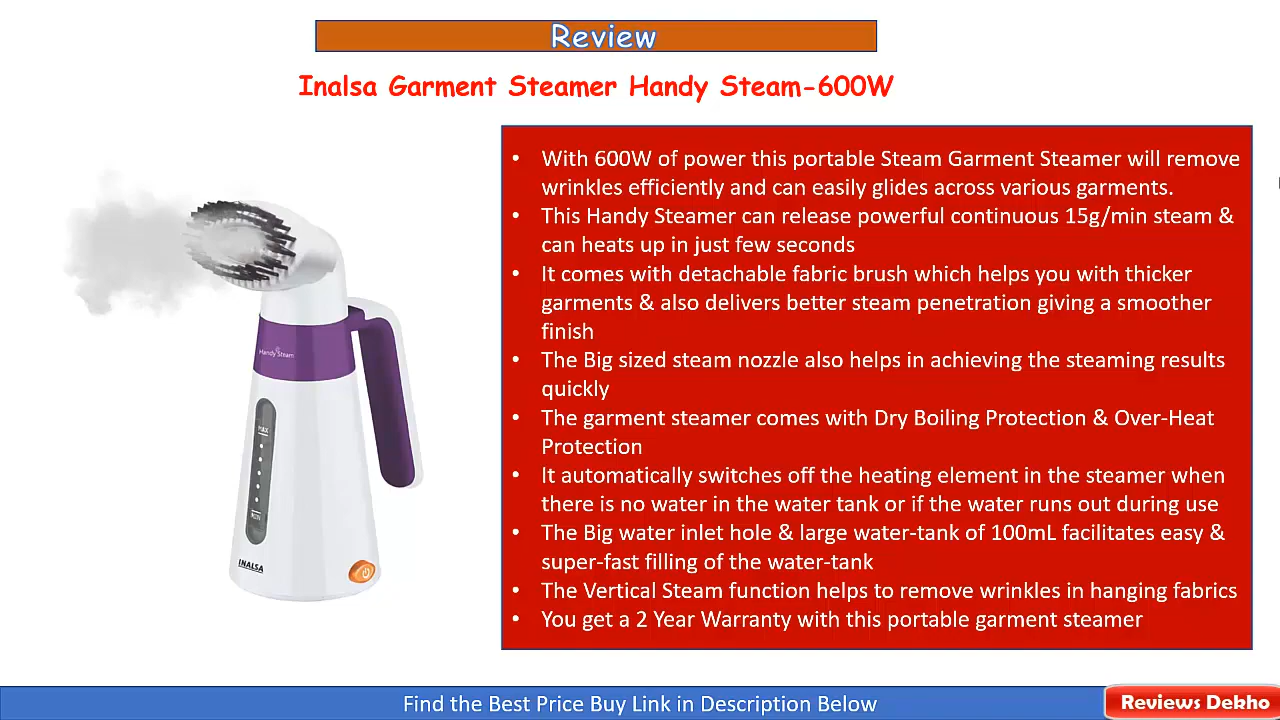 Review
Inalsa Garment Steamer Handy Steam-600W
• With 600W of power this portable Steam Garment Steamer will remove
wrinkles efficiently and can easily glides across various garments.
• This Handy Steamer can release powerful continuous 15g/min steam &
can heats up in just few seconds
• It comes with detachable fabric brush which helps you with thicker
garments & also delivers better steam penetration giving a smoother
finish
• The Big sized steam nozzle also helps in achieving the steaming results
quickly
• The garment steamer comes with Dry Boiling Protection & Over-Heat
Protection
• It automatically switches off the heating element in the steamer when
there is no water in the water tank or if the water runs out during use
• The Big water inlet hole & large water-tank of 100mL facilitates easy &
super-fast filling of the water-tank
• The Vertical Steam function helps to remove wrinkles in hanging fabrics
• You get a 2 Year Warranty with this portable garment steamer
Handy Steam
MAX
MIN
INALSA
Find the Best Price Buy Link in Description Below
Reviews Dekho